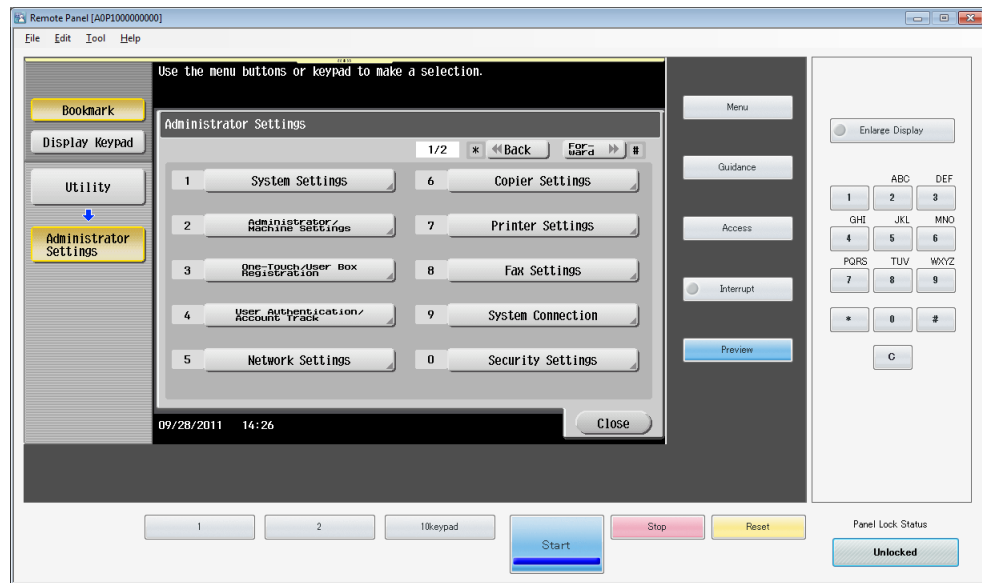 Remote Panel [A0P1000000000]
File Edit Tool Help
Use the menu buttons or keypad to make a selection.
Bookmark
Display Keypad
Utility
Administrator
Settings
Administrator Settings
1/2 * Back For-
ward #
1 System Settings 6 Copier Settings
2 Administrator/
Machine Settings 7 Printer Settings
3 One-Touch/User Box
Registration 8 Fax Settings
4 User Authentication/
Account Track 9 System Connection
5 Network Settings 0 Security Settings
09/28/2011 14:26 Close
Menu
Guidance
Access
Interrupt
Preview
Enlarge Display
ABC DEF
1 2 3
GHI JKL MNO
4 5 6
PQRS TUV WXYZ
7 8 9
* 0 #
C
1 2 10keypad Start Stop Reset
Panel Lock Status
Unlocked